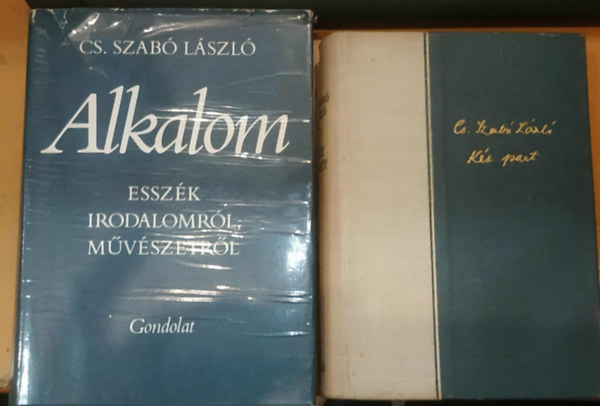 CS. SZABÓ LÁSZLÓ
Alkalom
ESSZÉK
IRODALOMRÓL,
MŰVÉSZETRŐL
Gondolat
Cs. Szabó László
Két part